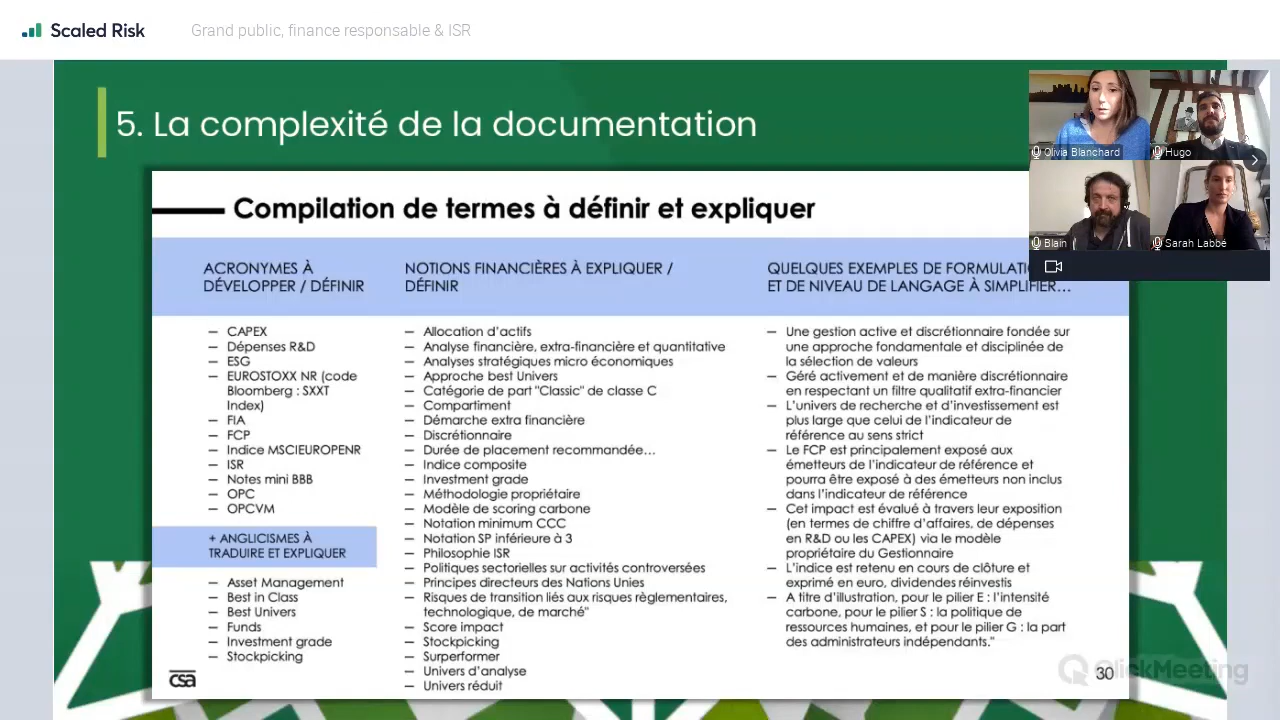 Scaled Risk
Grand public, finance responsable & ISR
5. La complexité de la documentation
Olivia Blanchard
Hugo
Blain
Sarah Labbé
Compilation de termes à définir et expliquer
ACRONYMES À
DÉVELOPPER / DÉFINIR
– CAPEX
– Dépenses R&D
– ESG
– EUROSTOXX NR (code
Bloomberg : SXXT
Index)
– FIA
– FCP
– Indice MSCIEUROPENR
– ISR
– Notes mini BBB
– OPC
– OPCVM
+ ANGLICISMES À
TRADUIRE ET EXPLIQUER
– Asset Management
– Best in Class
– Best Univers
– Funds
– Investment grade
– Stockpicking
NOTIONS FINANCIÈRES À EXPLIQUER /
DÉFINIR
– Allocation d'actifs
– Analyse financière, extra-financière et quantitative
– Analyses stratégiques micro économiques
– Approche best Univers
– Catégorie de part "Classic" de classe C
– Compartiment
– Démarche extra financière
– Discrétionnaire
– Durée de placement recommandée…
– Indice composite
– Investment grade
– Méthodologie propriétaire
– Modèle de scoring carbone
– Notation minimum CCC
– Notation SP inférieure à 3
– Philosophie ISR
– Politiques sectorielles sur activités controversées
– Principes directeurs des Nations Unies
– Risques de transition liés aux risques règlementaires,
technologique, de marché"
– Score impact
– Stockpicking
– Surperformer
– Univers d'analyse
– Univers réduit
QUELQUES EXEMPLES DE FORMULATI
ET DE NIVEAU DE LANGAGE À SIMPLIFIER…
– Une gestion active et discrétionnaire fondée sur
une approche fondamentale et disciplinée de
la sélection de valeurs
– Géré activement et de manière discrétionnaire
en respectant un filtre qualitatif extra-financier
– L'univers de recherche et d'investissement est
plus large que celui de l'indicateur de
référence au sens strict
– Le FCP est principalement exposé aux
émetteurs de l'indicateur de référence et
pourra être exposé à des émetteurs non inclus
dans l'indicateur de référence
– Cet impact est évalué à travers leur exposition
(en termes de chiffre d'affaires, de dépenses
en R&D ou les CAPEX) via le modèle
propriétaire du Gestionnaire
– L'indice est retenu en cours de clôture et
exprimé en euro, dividendes réinvestis
– A titre d'illustration, pour le pilier E : l'intensité
carbone, pour le pilier S : la politique de
ressources humaines, et pour le pilier G : la part
des administrateurs indépendants."
csa
30
ClickMeeting